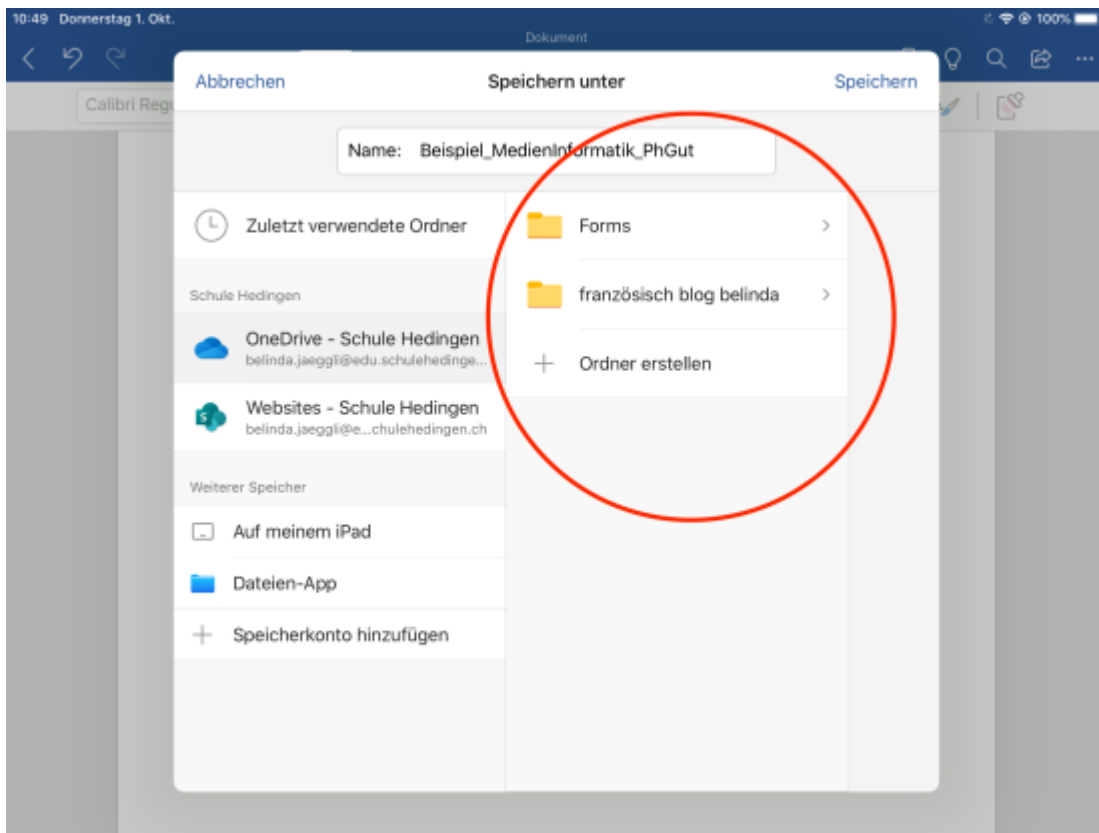 10:49 Donnerstag 1. Okt.
100%
Dokument
Calibri Regu
Abbrechen
Speichern unter
Speichern
Name: Beispiel_MedienInformatik_PhGut
Zuletzt verwendete Ordner
Schule Hedingen
OneDrive - Schule Hedingen
belinda.jaeggli@edu.schulehedinge...
Websites - Schule Hedingen
belinda.jaeggli@e...chulehedingen.ch
Weiterer Speicher
Auf meinem iPad
Dateien-App
Speicherkonto hinzufügen
Forms
französisch blog belinda
Ordner erstellen